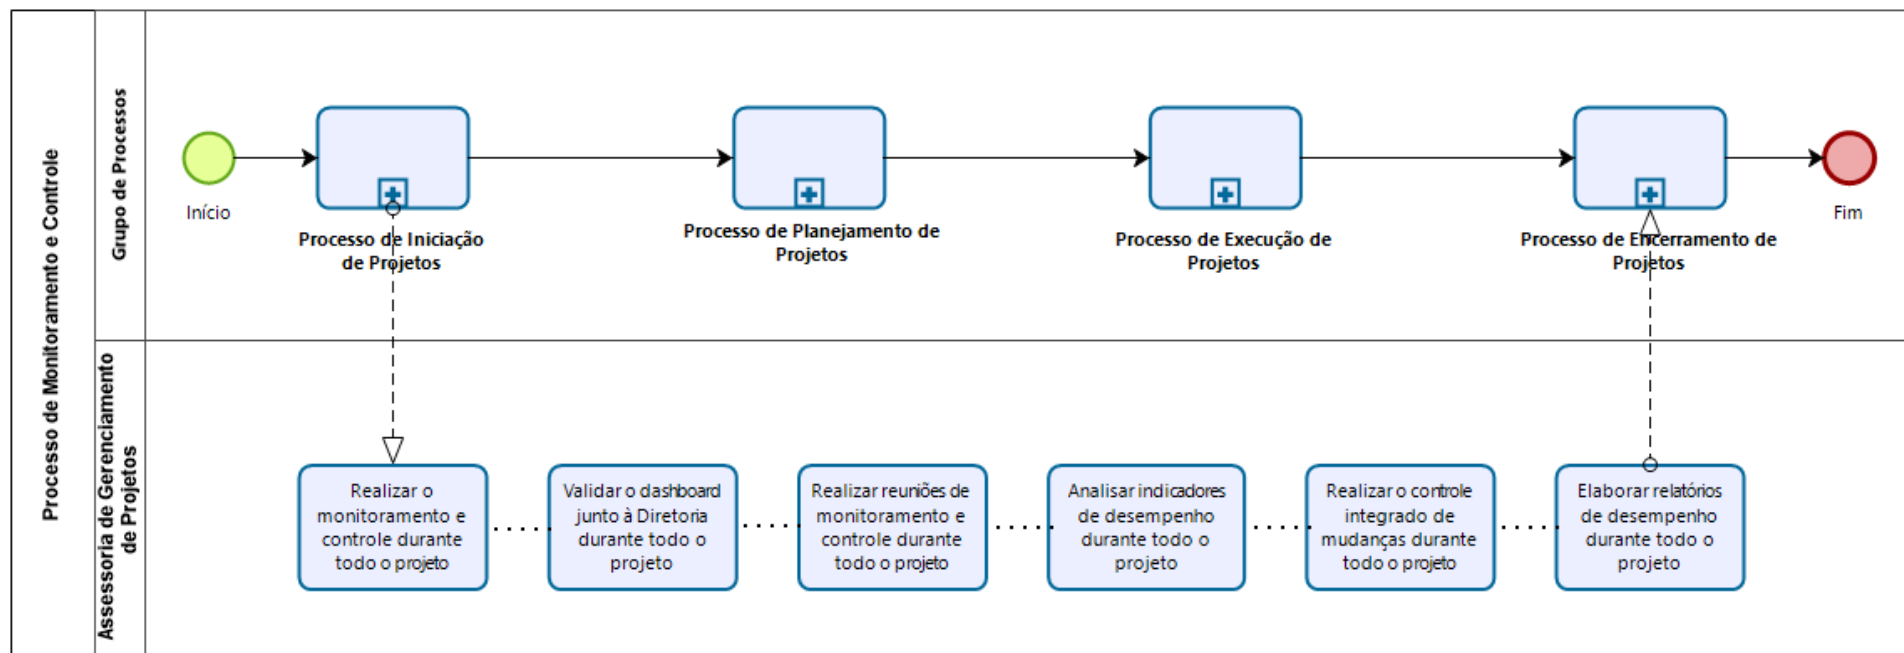 Processo de Monitoramento e Controle
Grupo de Processos
Início
Processo de Iniciação
de Projetos
Processo de Planejamento de
Projetos
Processo de Execução de
Projetos
Processo de Encerramento de
Projetos
Fim
Assessoria de Gerenciamento
de Projetos
Realizar o
monitoramento e
controle durante
todo o projeto
Validar o dashboard
junto à Diretoria
durante todo o
projeto
Realizar reuniões de
monitoramento e
controle durante
todo o projeto
Analisar indicadores
de desempenho
durante todo o
projeto
Realizar o controle
integrado de
mudanças durante
todo o projeto
Elaborar relatórios
de desempenho
durante todo o
projeto